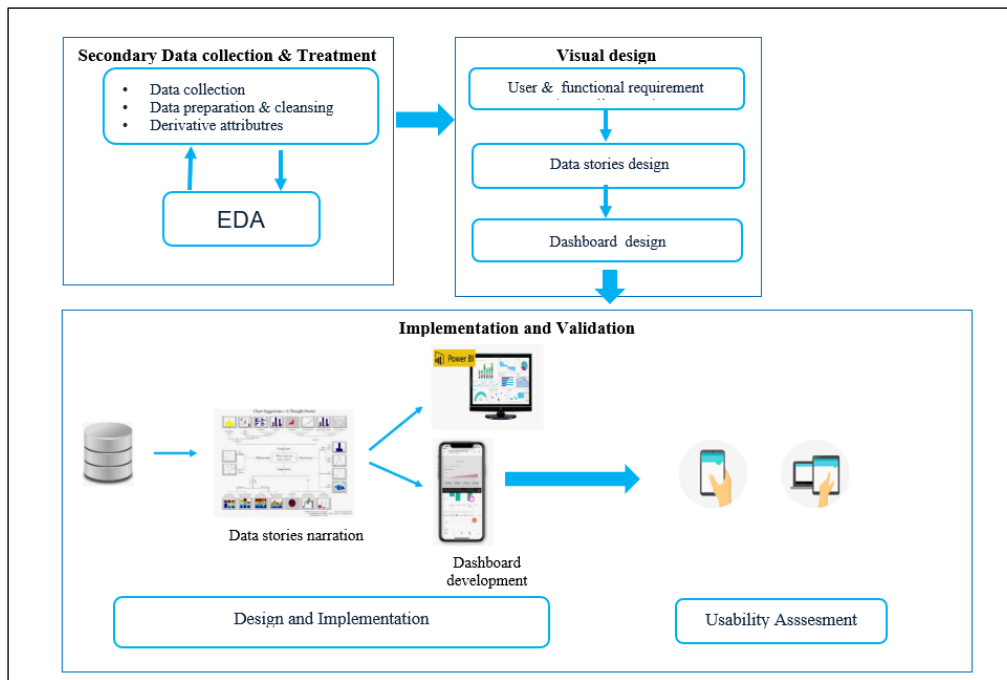 Secondary Data collection & Treatment
• Data collection
• Data preparation & cleansing
• Derivative attributres
EDA
Visual design
User & functional requirement
Data stories design
Dashboard design
Implementation and Validation
Power BI
Data stories narration
Dashboard
development
Design and Implementation
Usability Asssesment